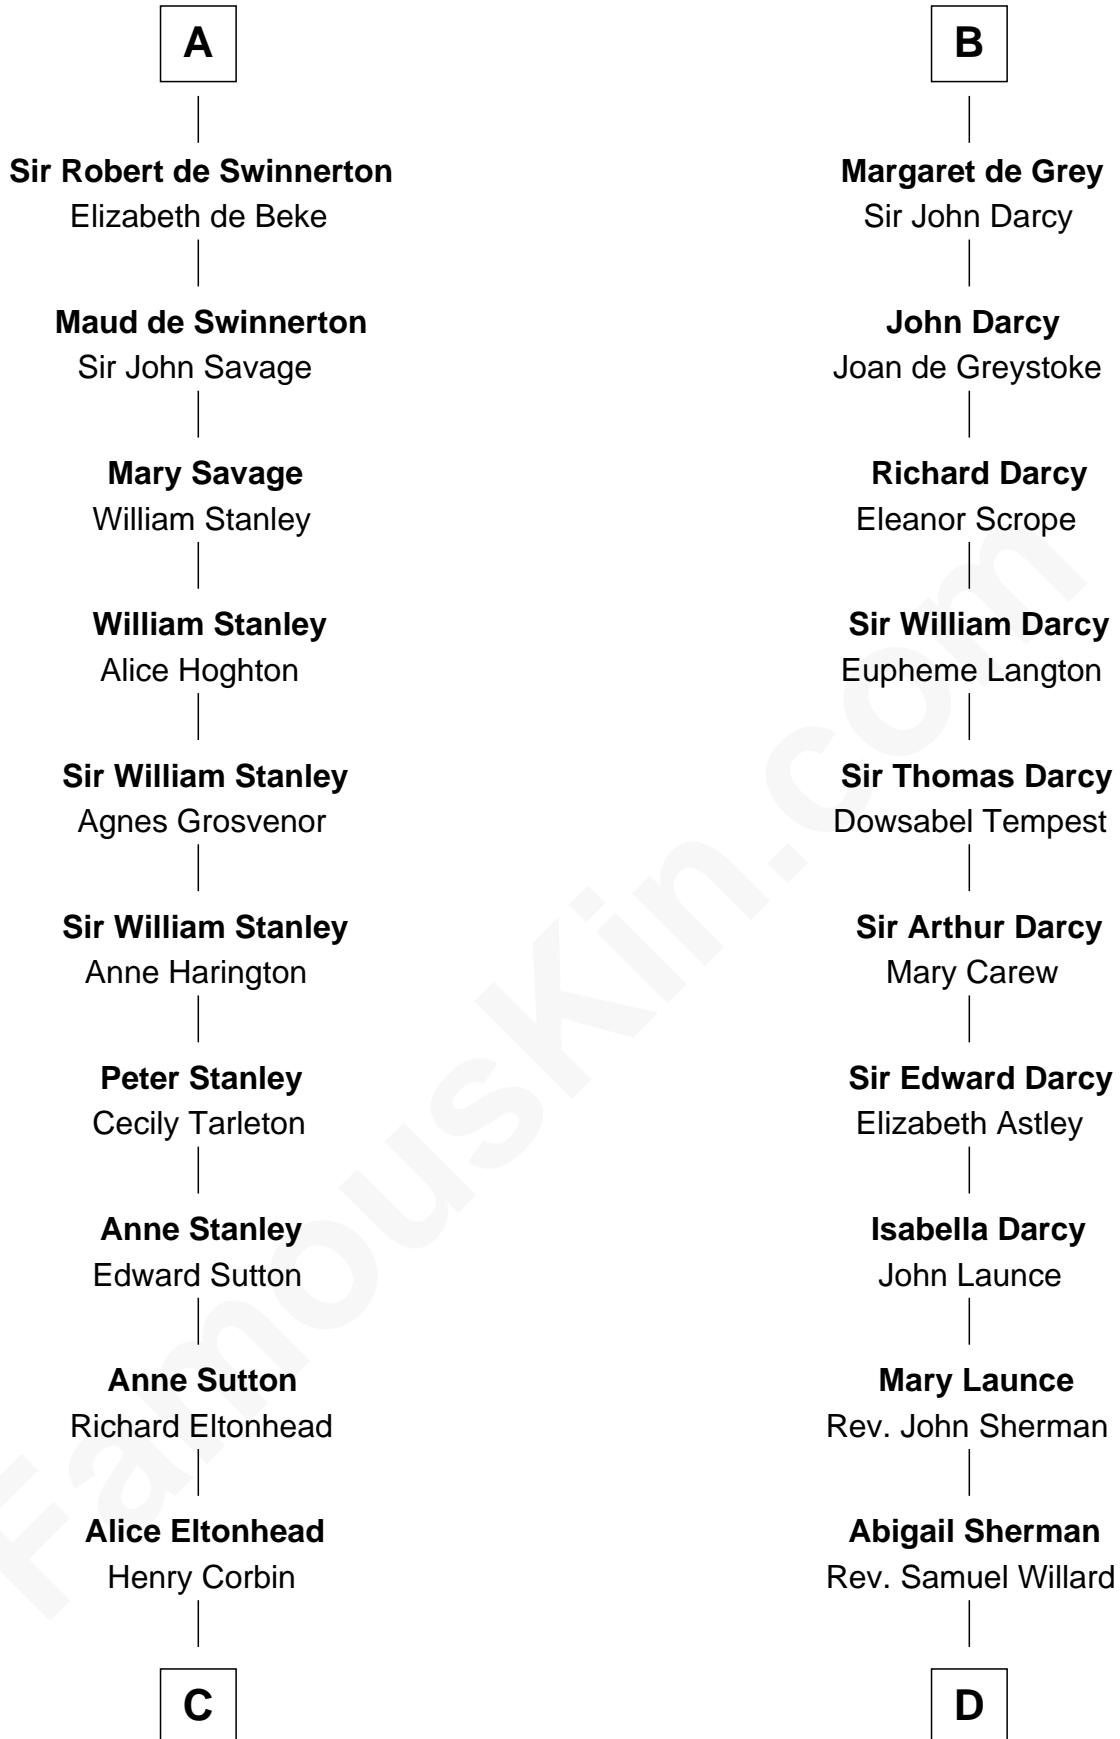 A
Sir Robert de Swinnerton
Elizabeth de Beke
Maud de Swinnerton
Sir John Savage
Mary Savage
William Stanley
William Stanley
Alice Hoghton
Sir William Stanley
Agnes Grosvenor
Sir William Stanley
Anne Harington
Peter Stanley
Cecily Tarleton
Anne Stanley
Edward Sutton
Anne Sutton
Richard Eltonhead
Alice Eltonhead
Henry Corbin
C
B
Margaret de Grey
Sir John Darcy
John Darcy
Joan de Greystoke
Richard Darcy
Eleanor Scrope
Sir William Darcy
Eupheme Langton
Sir Thomas Darcy
Dowsabel Tempest
Sir Arthur Darcy
Mary Carew
Sir Edward Darcy
Elizabeth Astley
Isabella Darcy
John Launce
Mary Launce
Rev. John Sherman
Abigail Sherman
Rev. Samuel Willard
D
FamousKin.com